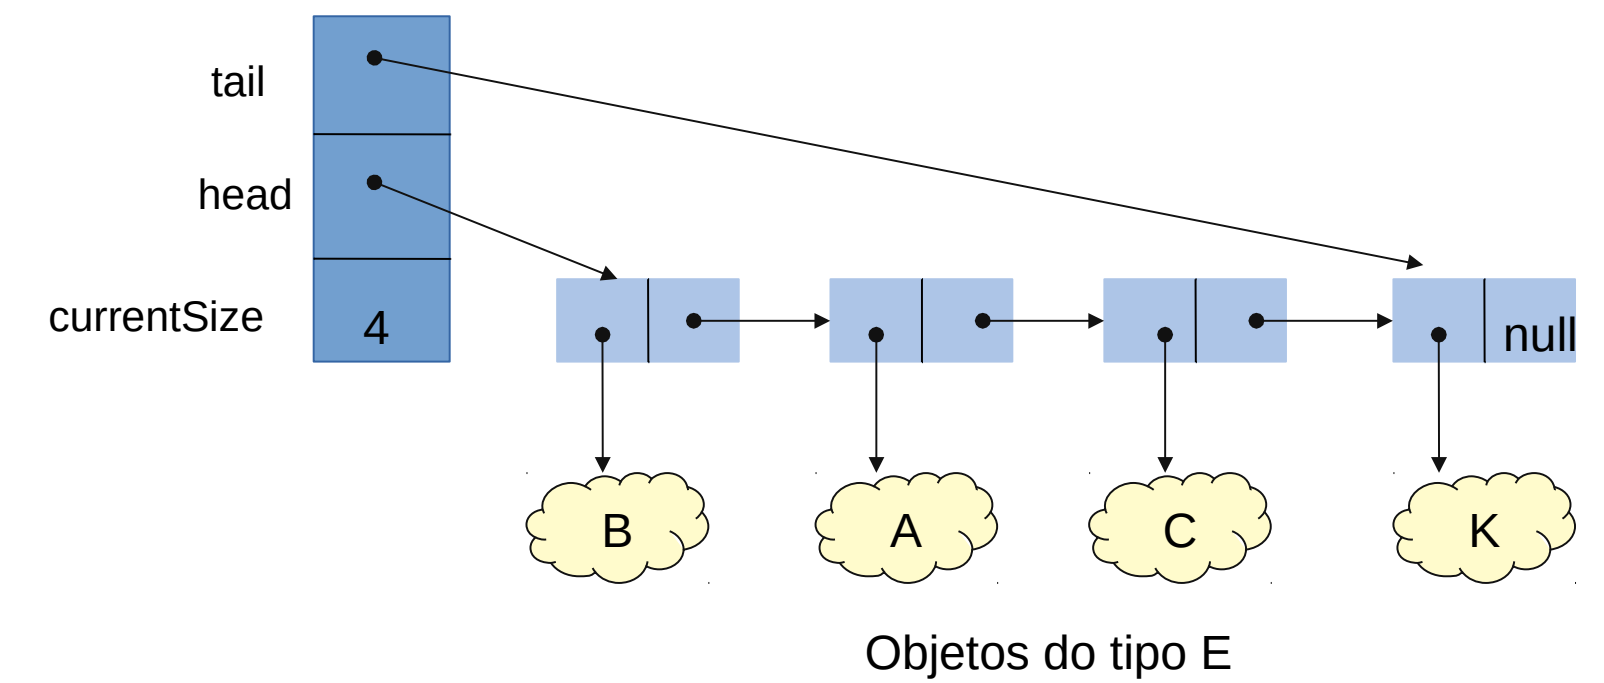 tail
head
currentSize
4
null
B
A
C
K
Objetos do tipo E